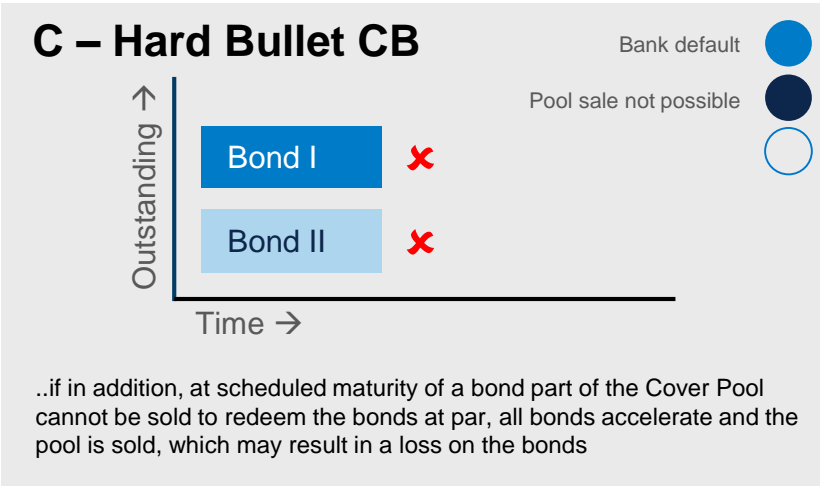 C – Hard Bullet CB
Bank default
Pool sale not possible
Outstanding →
Bond I
Bond II
Time →
..if in addition, at scheduled maturity of a bond part of the Cover Pool
cannot be sold to redeem the bonds at par, all bonds accelerate and the
pool is sold, which may result in a loss on the bonds